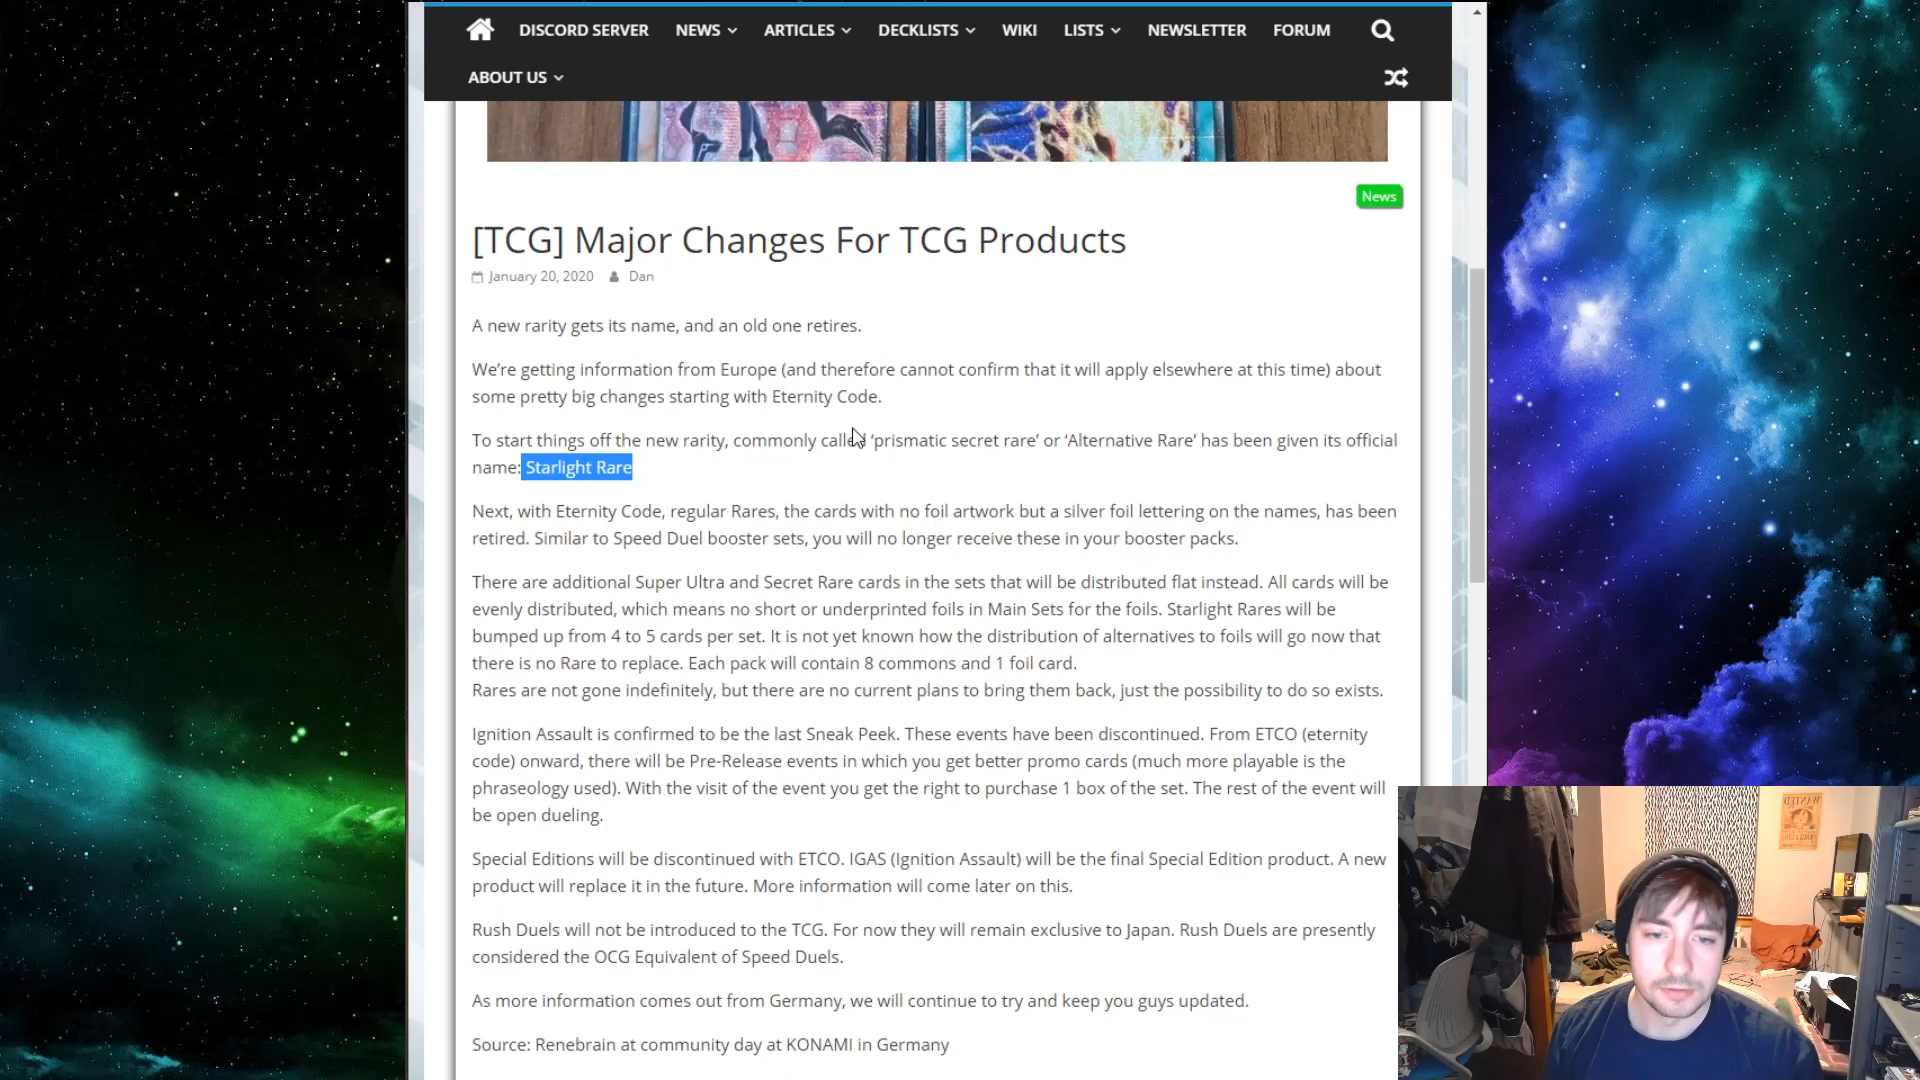 DISCORD SERVER NEWS ARTICLES DECKLISTS WIKI LISTS NEWSLETTER FORUM
ABOUT US
News
[TCG] Major Changes For TCG Products
January 20, 2020 Dan
A new rarity gets its name, and an old one retires.
We’re getting information from Europe (and therefore cannot confirm that it will apply elsewhere at this time) about
some pretty big changes starting with Eternity Code.
To start things off the new rarity, commonly called ‘prismatic secret rare’ or ‘Alternative Rare’ has been given its official
name: Starlight Rare
Next, with Eternity Code, regular Rares, the cards with no foil artwork but a silver foil lettering on the names, has been
retired. Similar to Speed Duel booster sets, you will no longer receive these in your booster packs.
There are additional Super Ultra and Secret Rare cards in the sets that will be distributed flat instead. All cards will be
evenly distributed, which means no short or underprinted foils in Main Sets for the foils. Starlight Rares will be
bumped up from 4 to 5 cards per set. It is not yet known how the distribution of alternatives to foils will go now that
there is no Rare to replace. Each pack will contain 8 commons and 1 foil card.
Rares are not gone indefinitely, but there are no current plans to bring them back, just the possibility to do so exists.
Ignition Assault is confirmed to be the last Sneak Peek. These events have been discontinued. From ETCO (eternity
code) onward, there will be Pre-Release events in which you get better promo cards (much more playable is the
phraseology used). With the visit of the event you get the right to purchase 1 box of the set. The rest of the event will
be open dueling.
Special Editions will be discontinued with ETCO. IGAS (Ignition Assault) will be the final Special Edition product. A new
product will replace it in the future. More information will come later on this.
Rush Duels will not be introduced to the TCG. For now they will remain exclusive to Japan. Rush Duels are presently
considered the OCG Equivalent of Speed Duels.
As more information comes out from Germany, we will continue to try and keep you guys updated.
Source: Renebrain at community day at KONAMI in Germany